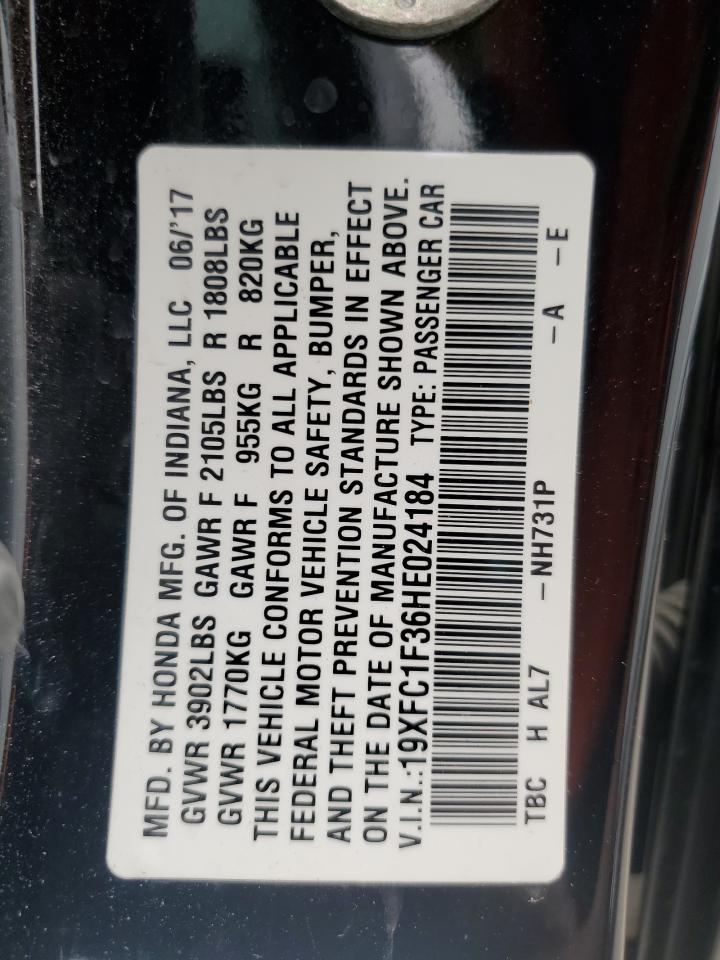 MFD. BY HONDA MFG. OF INDIANA, LLC 06/'17
GVWR 3902LBS GAWR F 2105LBS R 1808LBS
GVWR 1770KG GAWR F 955KG R 820KG
THIS VEHICLE CONFORMS TO ALL APPLICABLE
FEDERAL MOTOR VEHICLE SAFETY, BUMPER,
AND THEFT PREVENTION STANDARDS IN EFFECT
ON THE DATE OF MANUFACTURE SHOWN ABOVE.
V.I.N.:19XFC1F36HE024184 TYPE: PASSENGER CAR
TBC H AL7 -NH731P -A -E